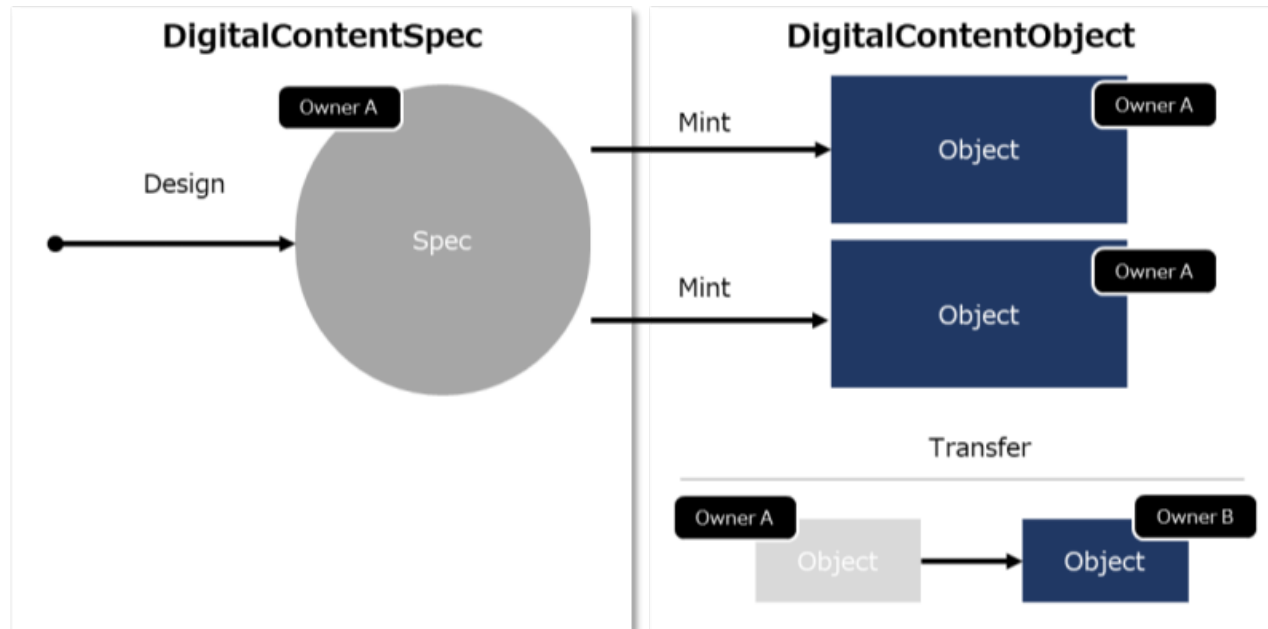 DigitalContentSpec
Owner A
Design
Spec
DigitalContentObject
Mint
Owner A
Object
Mint
Owner A
Object
Transfer
Owner A
Object
Owner B
Object